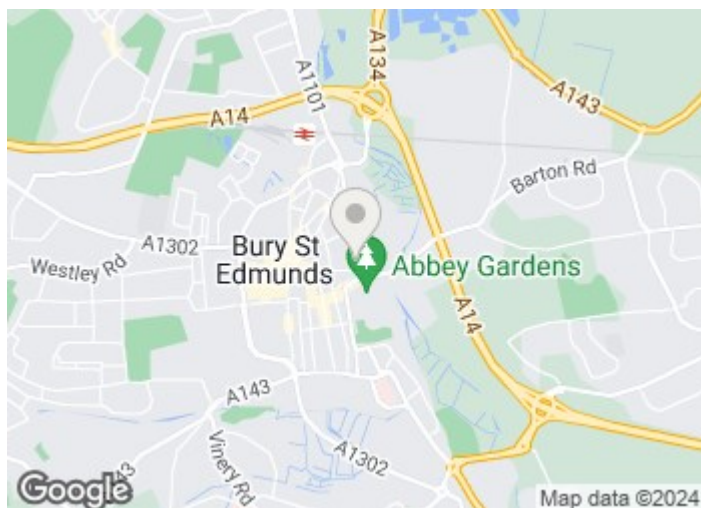 A1101
A134
A14
A143
Barton Rd
A1302
Westley Rd
Bury St
Edmunds
Abbey Gardens
A14
A143
Vinery Rd
A1302
Google
Map data ©2024